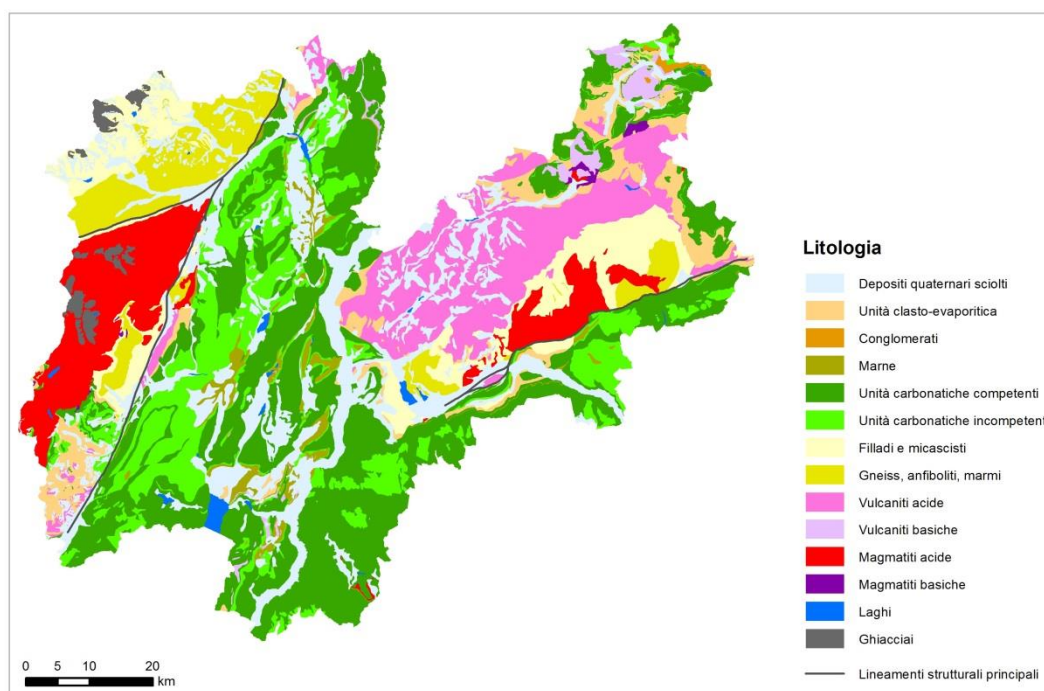 Litologia
Depositi quaternari sciolti
Unità clasto-evaporitica
Conglomerati
Marne
Unità carbonatiche competenti
Unità carbonatiche incompetent
Filladi e micascisti
Gneiss, anfiboliti, marmi
Vulcaniti acide
Vulcaniti basiche
Magmatiti acide
Magmatiti basiche
Laghi
Ghiacciai
Lineamenti strutturali principali
0 5 10 20
km